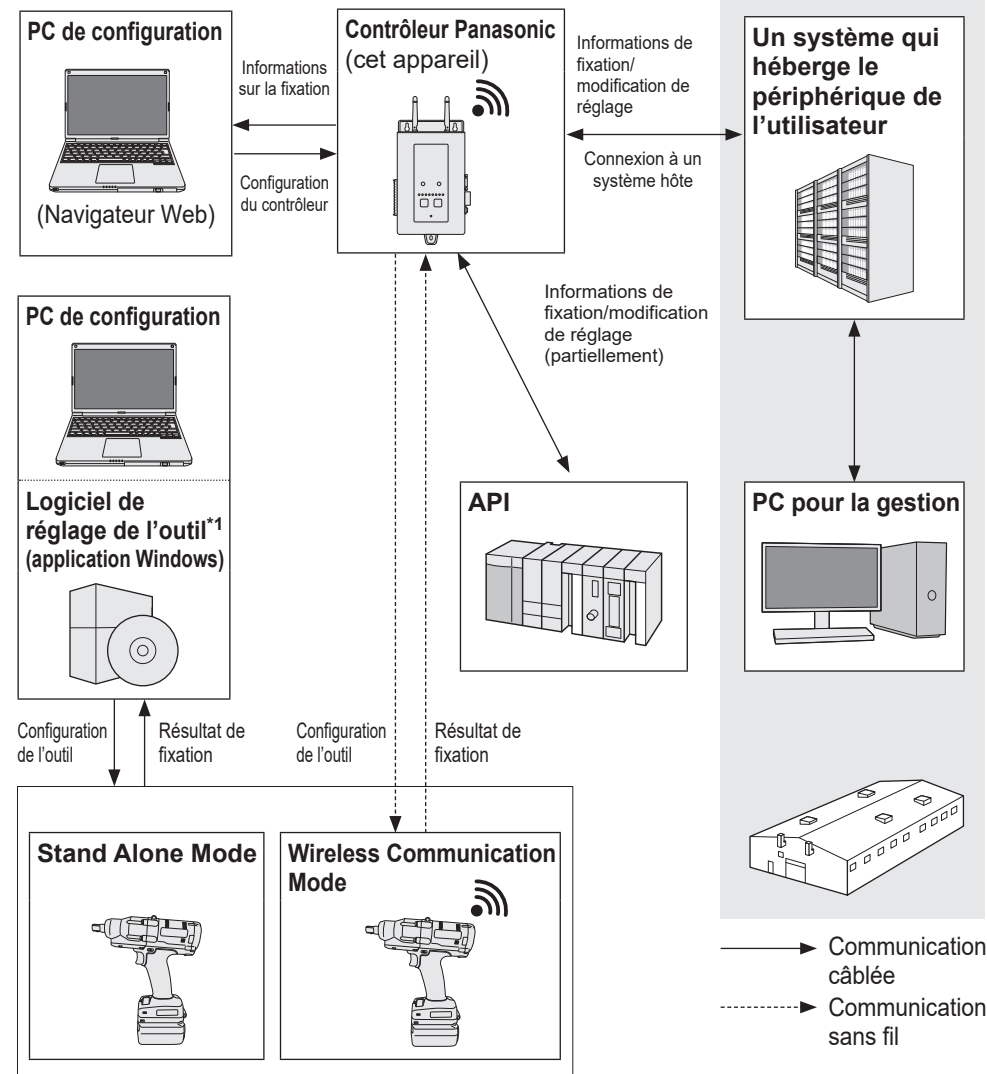 PC de configuration
(Navigateur Web)
Informations
sur la fixation
Configuration
du contrôleur
Contrôleur Panasonic
(cet appareil)
Informations de
fixation/
modification de
réglage
Connexion à un
système hôte
Un système qui
héberge le
périphérique de
l’utilisateur
PC de configuration
Logiciel de
réglage de l’outil*1
(application Windows)
Informations de
fixation/modification
de réglage
(partiellement)
API
PC pour la gestion
Configuration
de l’outil
Résultat de
fixation
Configuration
de l’outil
Résultat de
fixation
Stand Alone Mode
Wireless Communication
Mode
Communication
câblée
Communication
sans fil